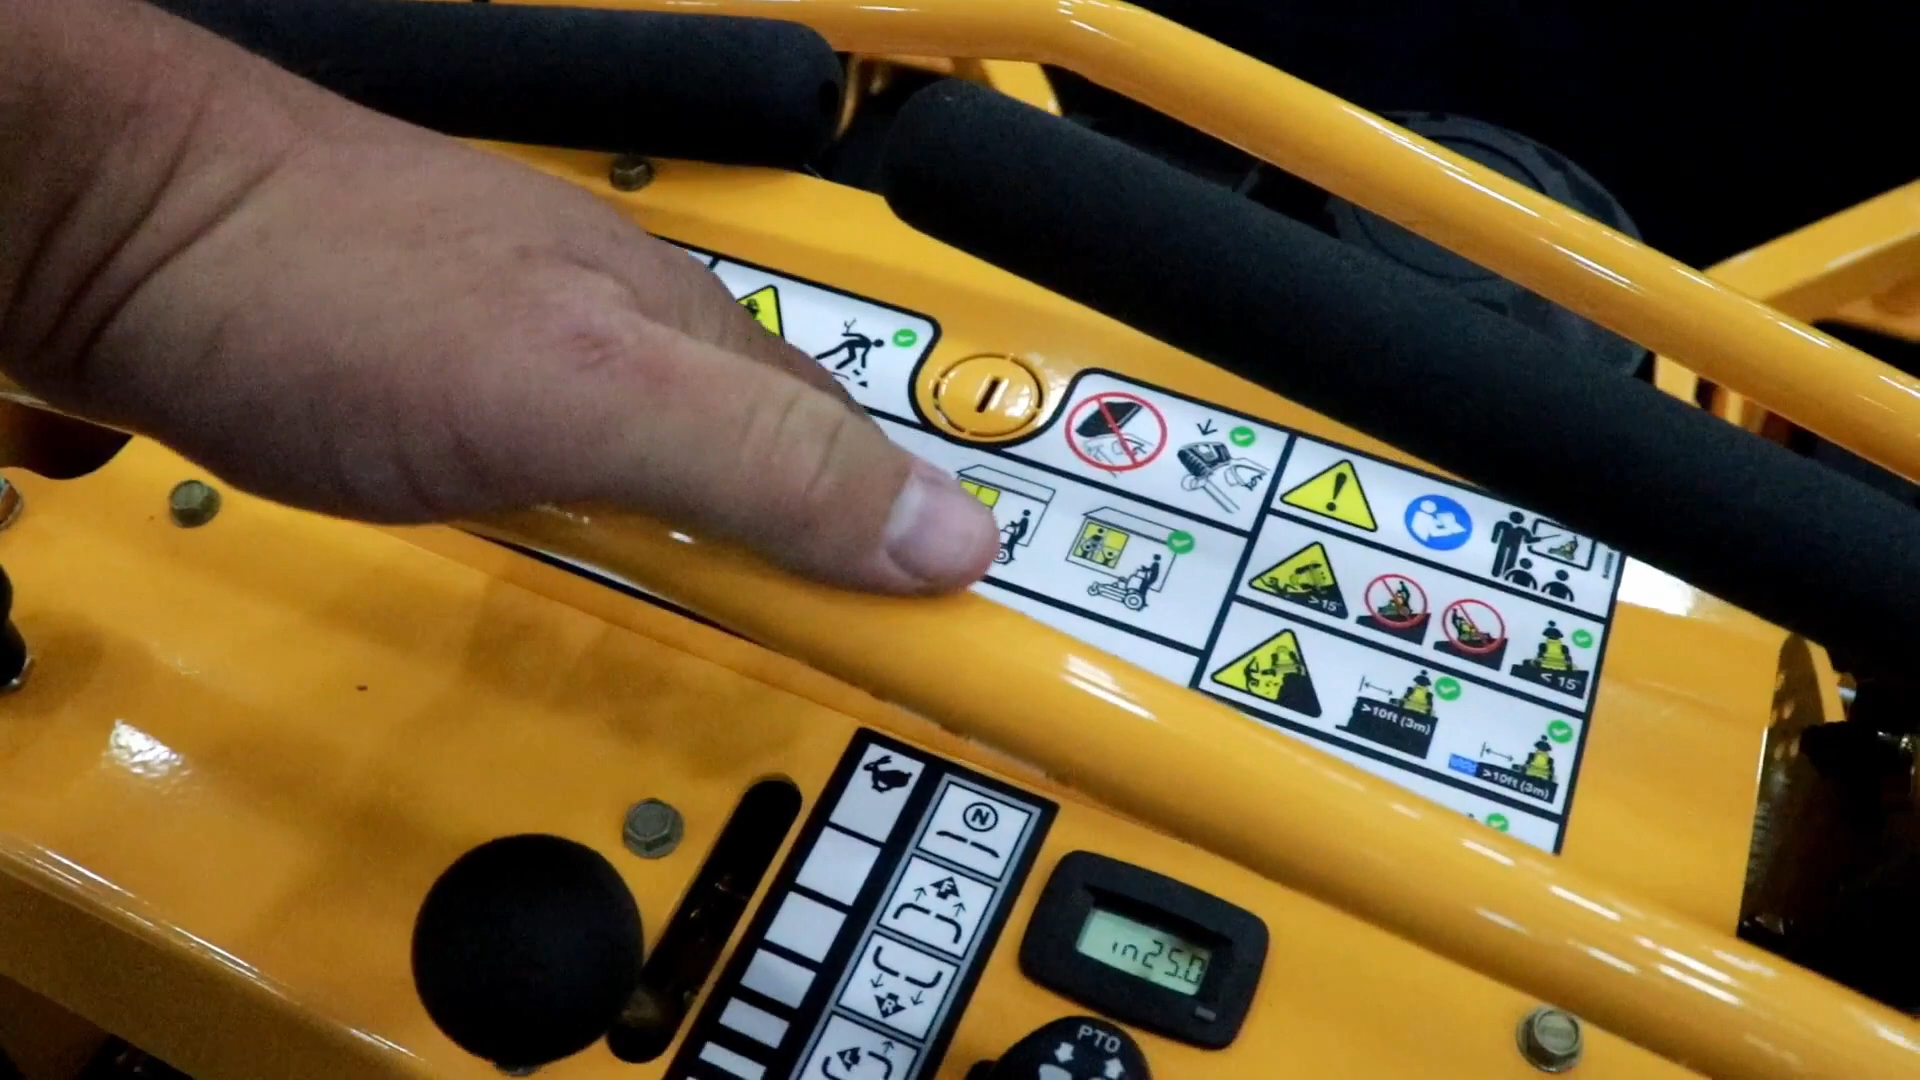 >15°
< 15°
>10ft (3m)
>10ft (3m)
N
F
R
in25.0
PTO